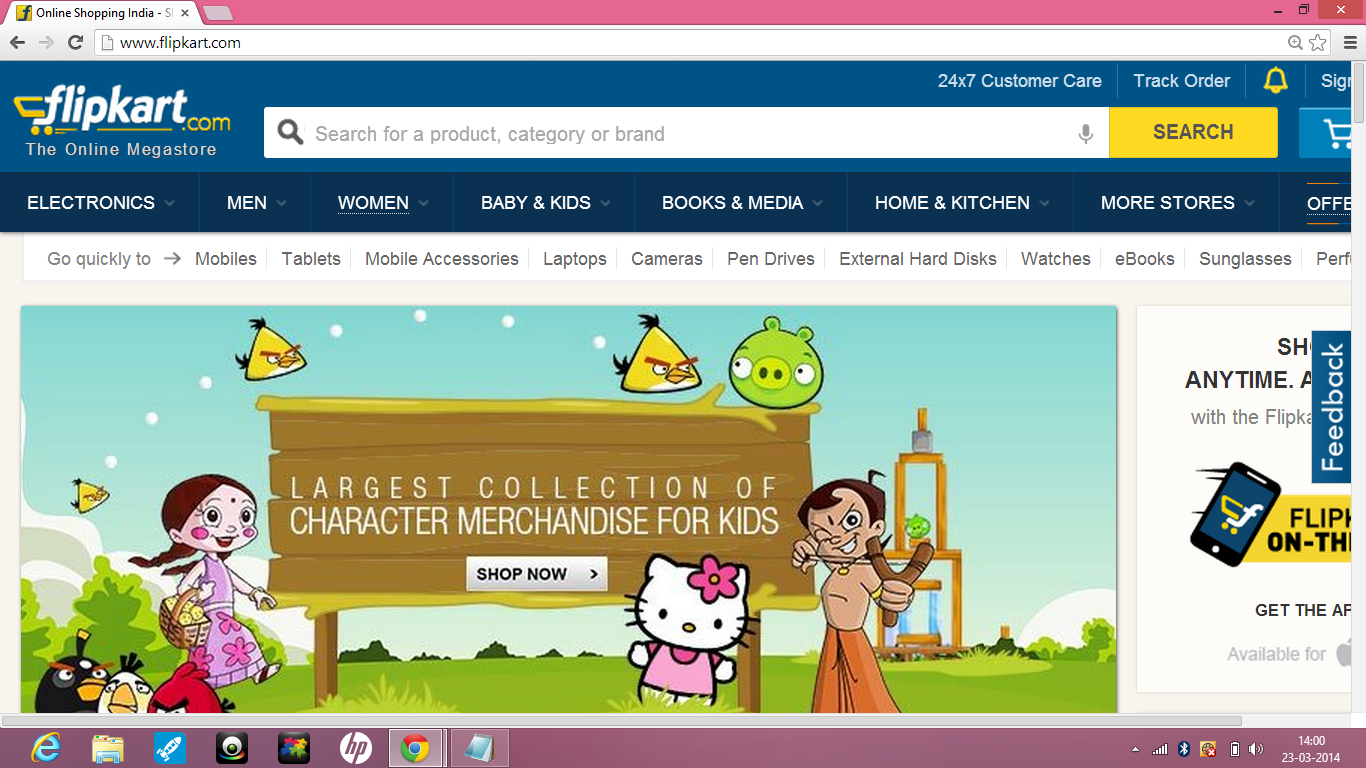 Online Shopping India - S
www.flipkart.com
24x7 Customer Care
Track Order
Sign
flipkart.com
The Online Megastore
Search for a product, category or brand
SEARCH
ELECTRONICS
MEN
WOMEN
BABY & KIDS
BOOKS & MEDIA
HOME & KITCHEN
MORE STORES
OFFE
Go quickly to
Mobiles
Tablets
Mobile Accessories
Laptops
Cameras
Pen Drives
External Hard Disks
Watches
eBooks
Sunglasses
Perfu
LARGEST COLLECTION OF
CHARACTER MERCHANDISE FOR KIDS
SHOP NOW
SH
ANYTIME. A
with the Flipka
Feedback
FLIPK
ON-THE
GET THE AP
Available for
hp
14:00
23-03-2014